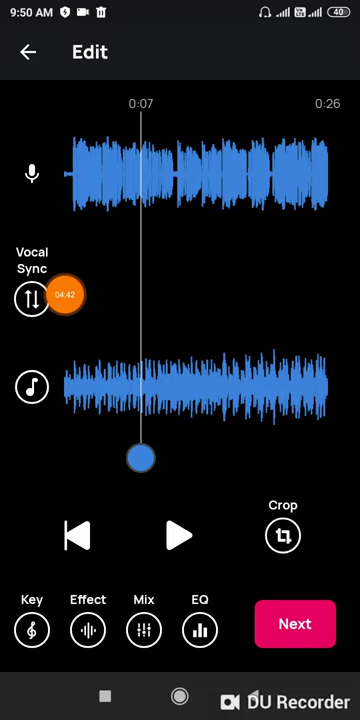 9:50 AM
40
Edit
0:07
0:26
Vocal
Sync
04:42
Crop
Key
Effect
Mix
EQ
Next
DU Recorder